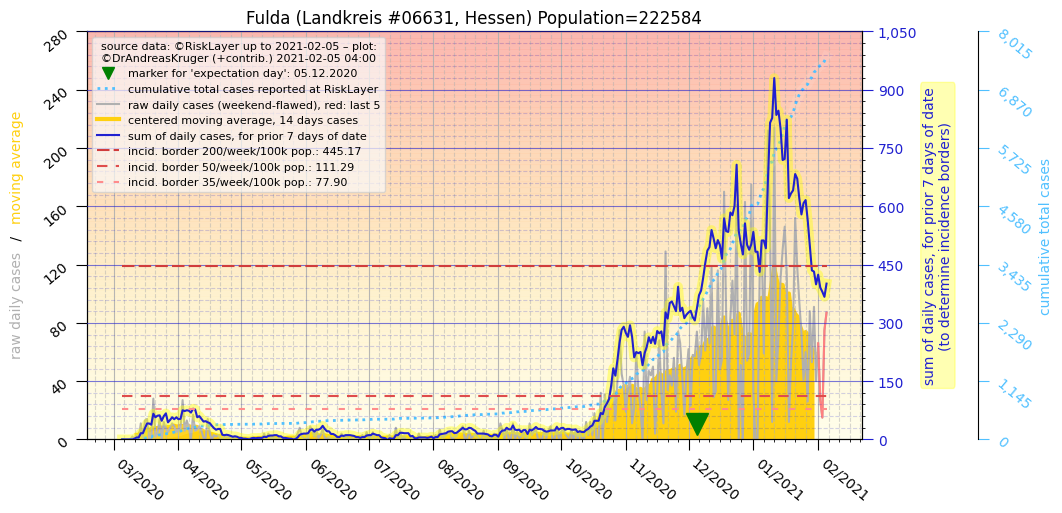 Fulda (Landkreis #06631, Hessen) Population=222584
source data: ©RiskLayer up to 2021-02-05 – plot:
©DrAndreasKruger (+contrib.) 2021-02-05 04:00
marker for 'expectation day': 05.12.2020
cumulative total cases reported at RiskLayer
raw daily cases (weekend-flawed), red: last 5
centered moving average, 14 days cases
sum of daily cases, for prior 7 days of date
incid. border 200/week/100k pop.: 445.17
incid. border 50/week/100k pop.: 111.29
incid. border 35/week/100k pop.: 77.90
raw daily cases / moving average
280
240
200
160
120
80
40
0
1,050
900
750
600
450
300
150
0
sum of daily cases, for prior 7 days of date
(to determine incidence borders)
8,015
6,870
5,725
4,580
3,435
2,290
1,145
0
cumulative total cases
03/2020
04/2020
05/2020
06/2020
07/2020
08/2020
09/2020
10/2020
11/2020
12/2020
01/2021
02/2021